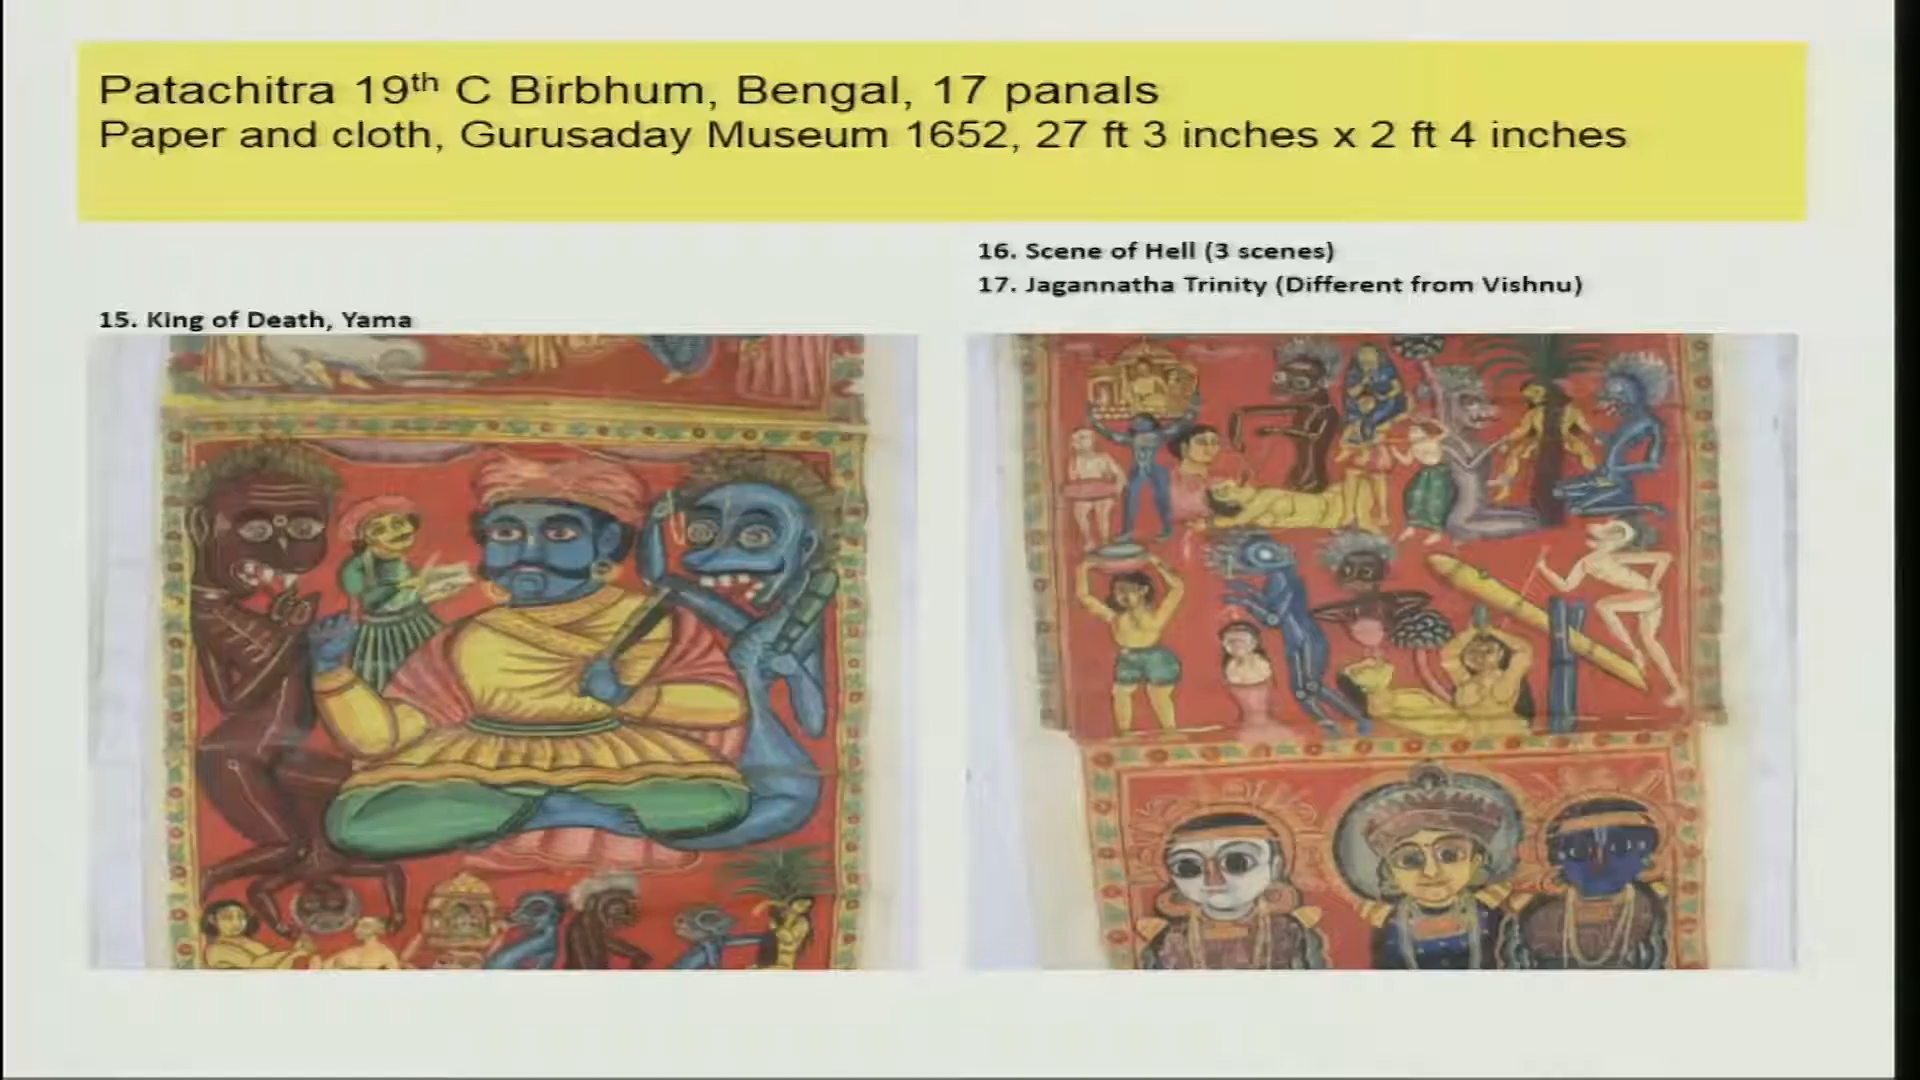 Patachitra 19th C Birbhum, Bengal, 17 panals
Paper and cloth, Gurusaday Museum 1652, 27 ft 3 inches x 2 ft 4 inches
16. Scene of Hell (3 scenes)
17. Jagannatha Trinity (Different from Vishnu)
15. King of Death, Yama